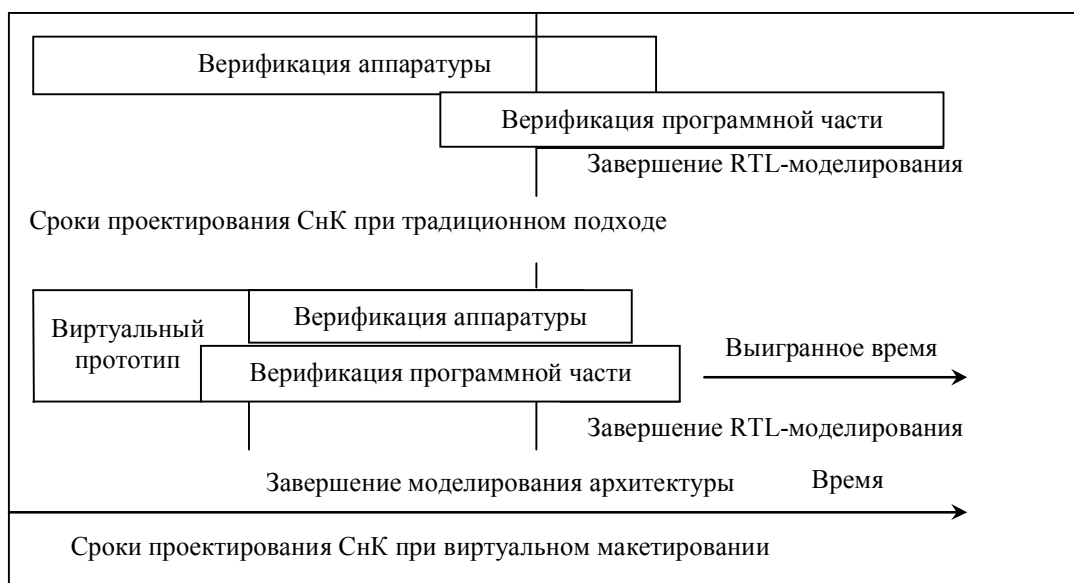 Верификация аппаратуры
Верификация программной части
Завершение RTL-моделирования
Сроки проектирования СнК при традиционном подходе
Виртуальный
прототип
Верификация аппаратуры
Верификация программной части
Выигранное время
Завершение RTL-моделирования
Завершение моделирования архитектуры
Время
Сроки проектирования СнК при виртуальном макетировании